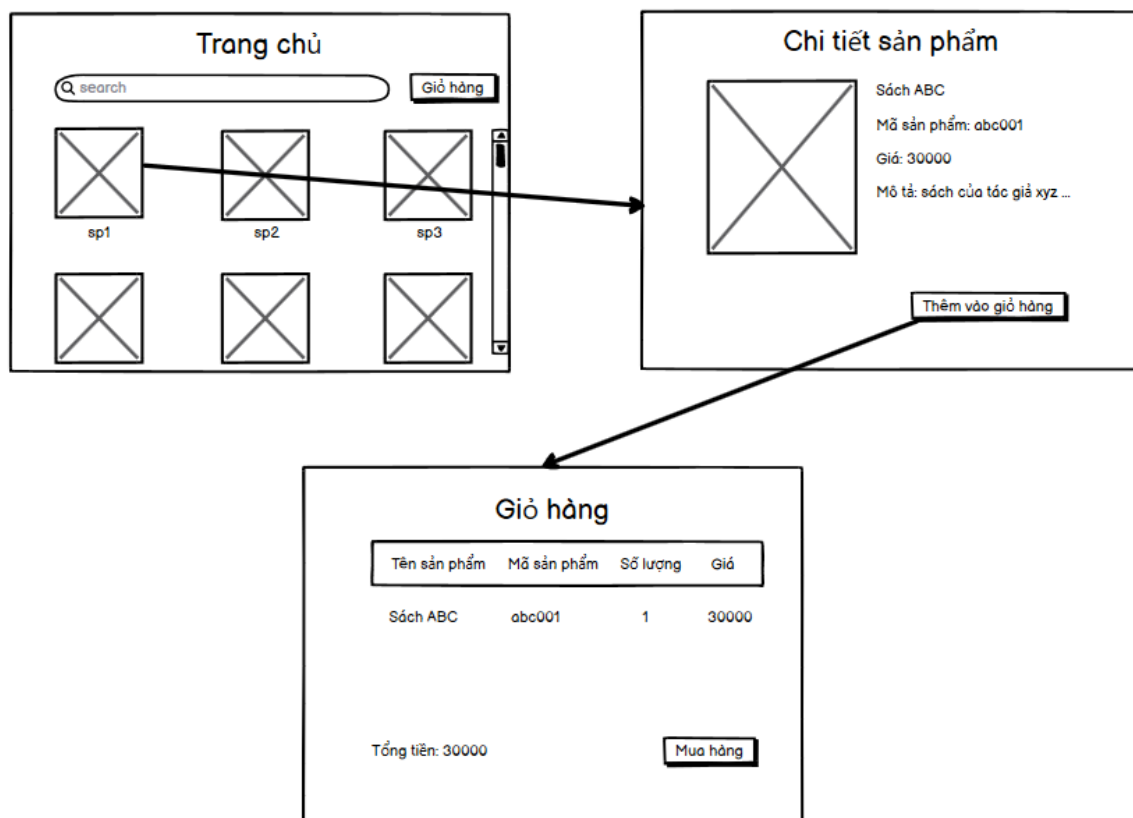 Trang chủ
search
Giỏ hàng
sp1
sp2
sp3
Chi tiết sản phẩm
Sách ABC
Mã sản phẩm: abc001
Giá: 30000
Mô tả: sách của tác giả xyz ...
Thêm vào giỏ hàng
Giỏ hàng
Tên sản phẩm Mã sản phẩm Số lượng Giá
Sách ABC abc001 1 30000
Tổng tiền: 30000
Mua hàng